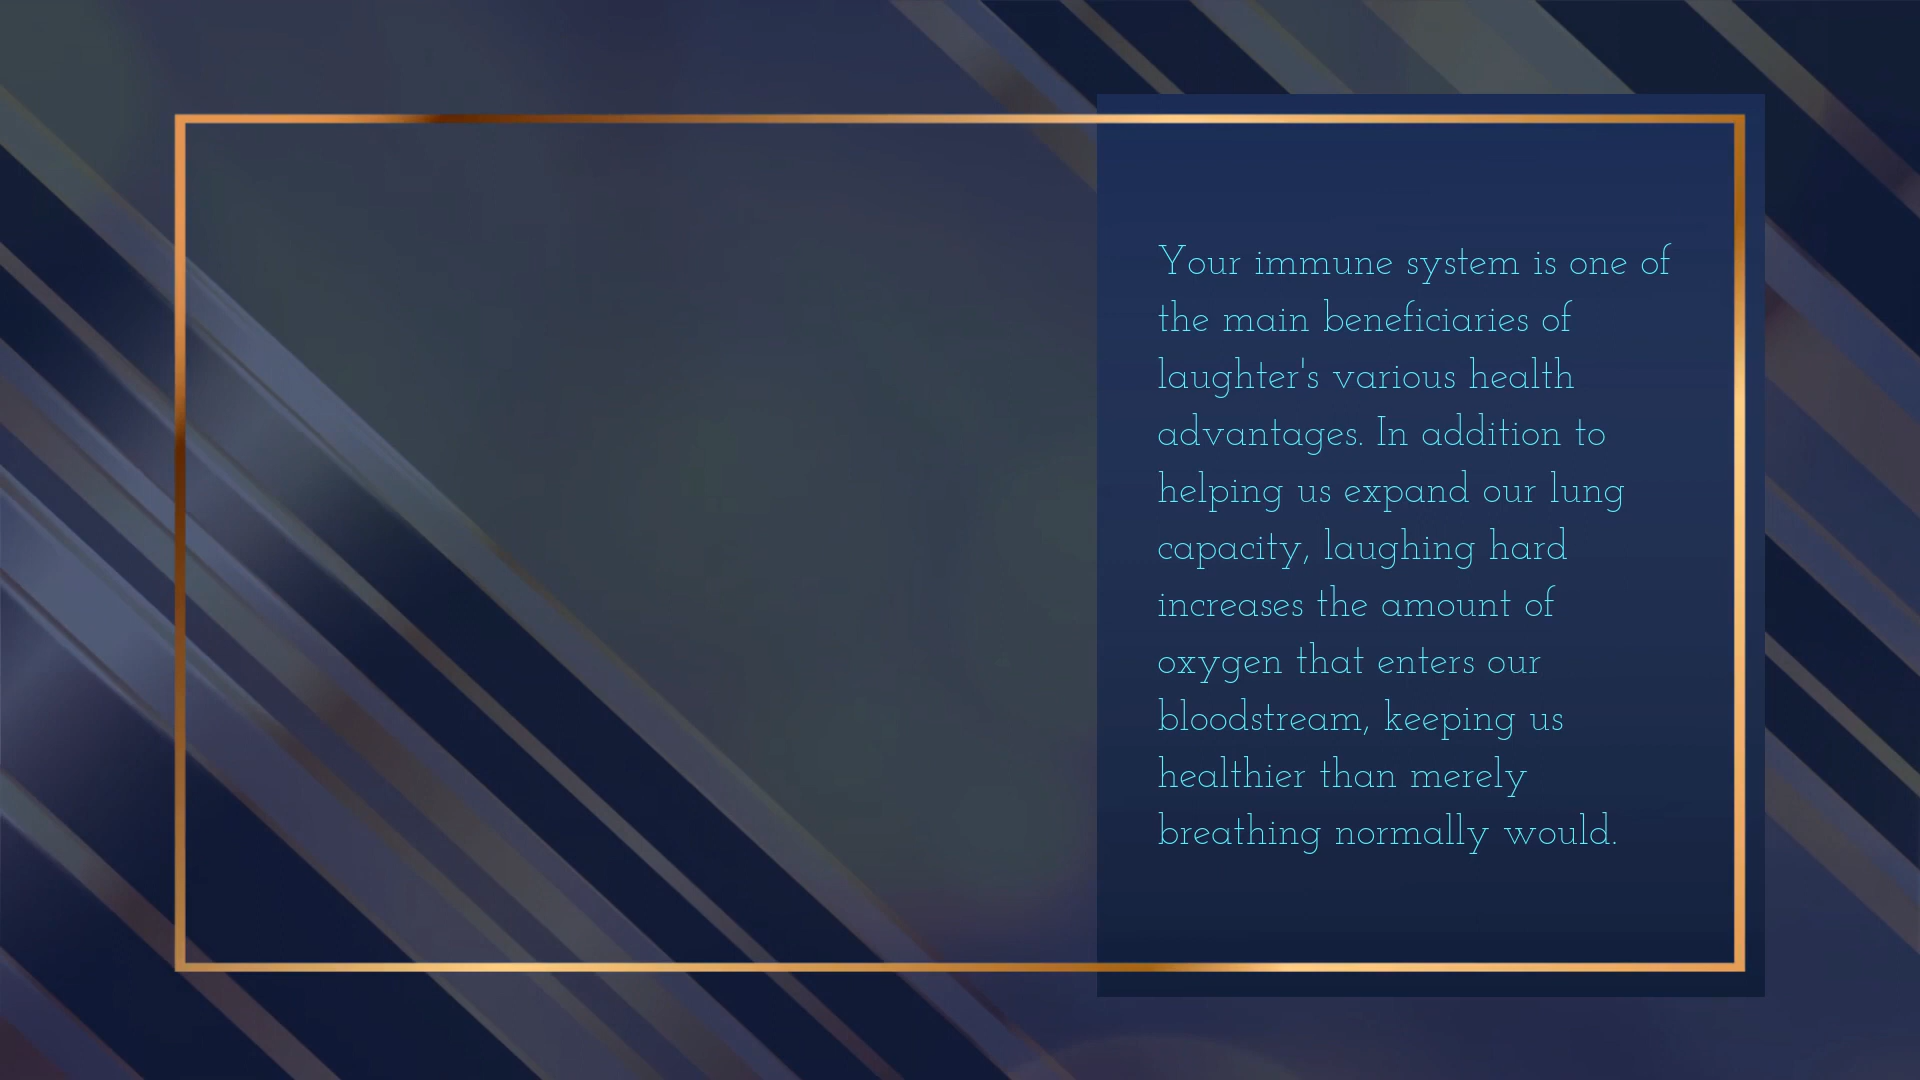 Your immune system is one of
the main beneficiaries of
laughter's various health
advantages. In addition to
helping us expand our lung
capacity, laughing hard
increases the amount of
oxygen that enters our
bloodstream, keeping us
healthier than merely
breathing normally would.